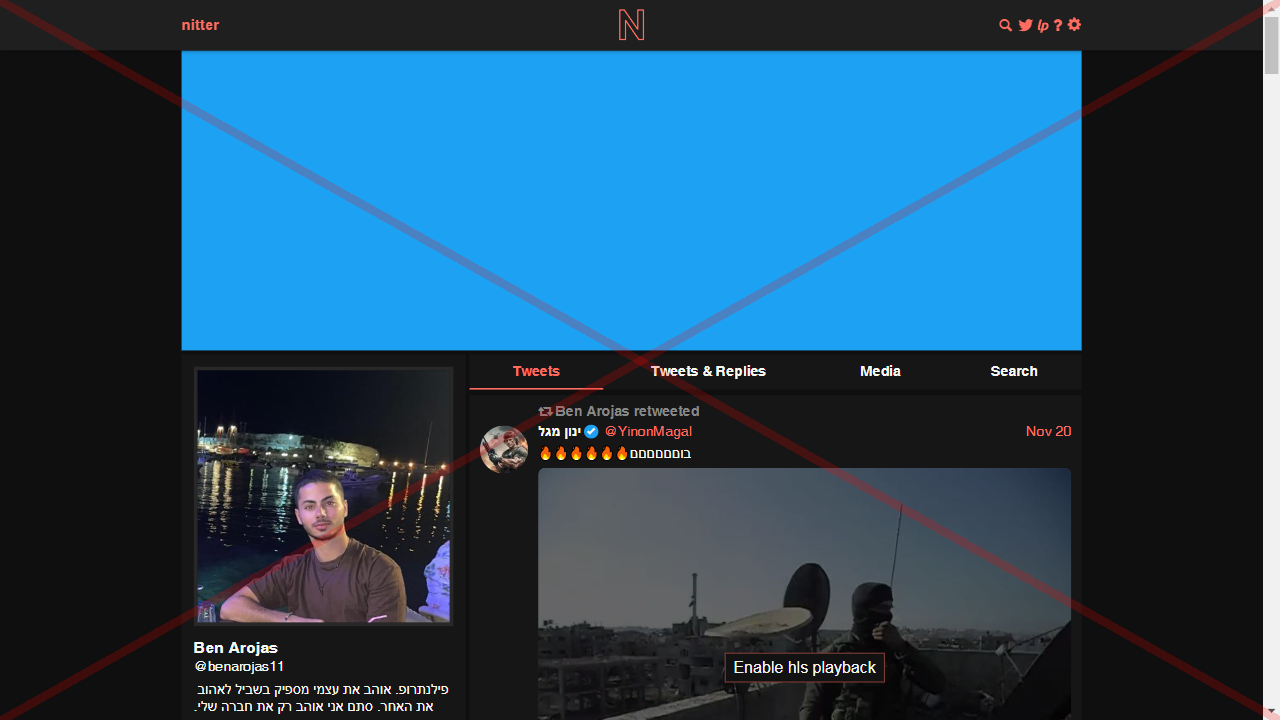 nitter
N
lp ?
Tweets
Tweets & Replies
Media
Search
Ben Arojas retweeted
ינון מגל @YinonMagal
Nov 20
בוםםםםםם🔥🔥🔥🔥🔥🔥
Enable hls playback
Ben Arojas
@benarojas11
פילנתרופ. אוהב את עצמי מספיק בשביל לאהוב
את האחר. סתם אני אוהב רק את חברה שלי.